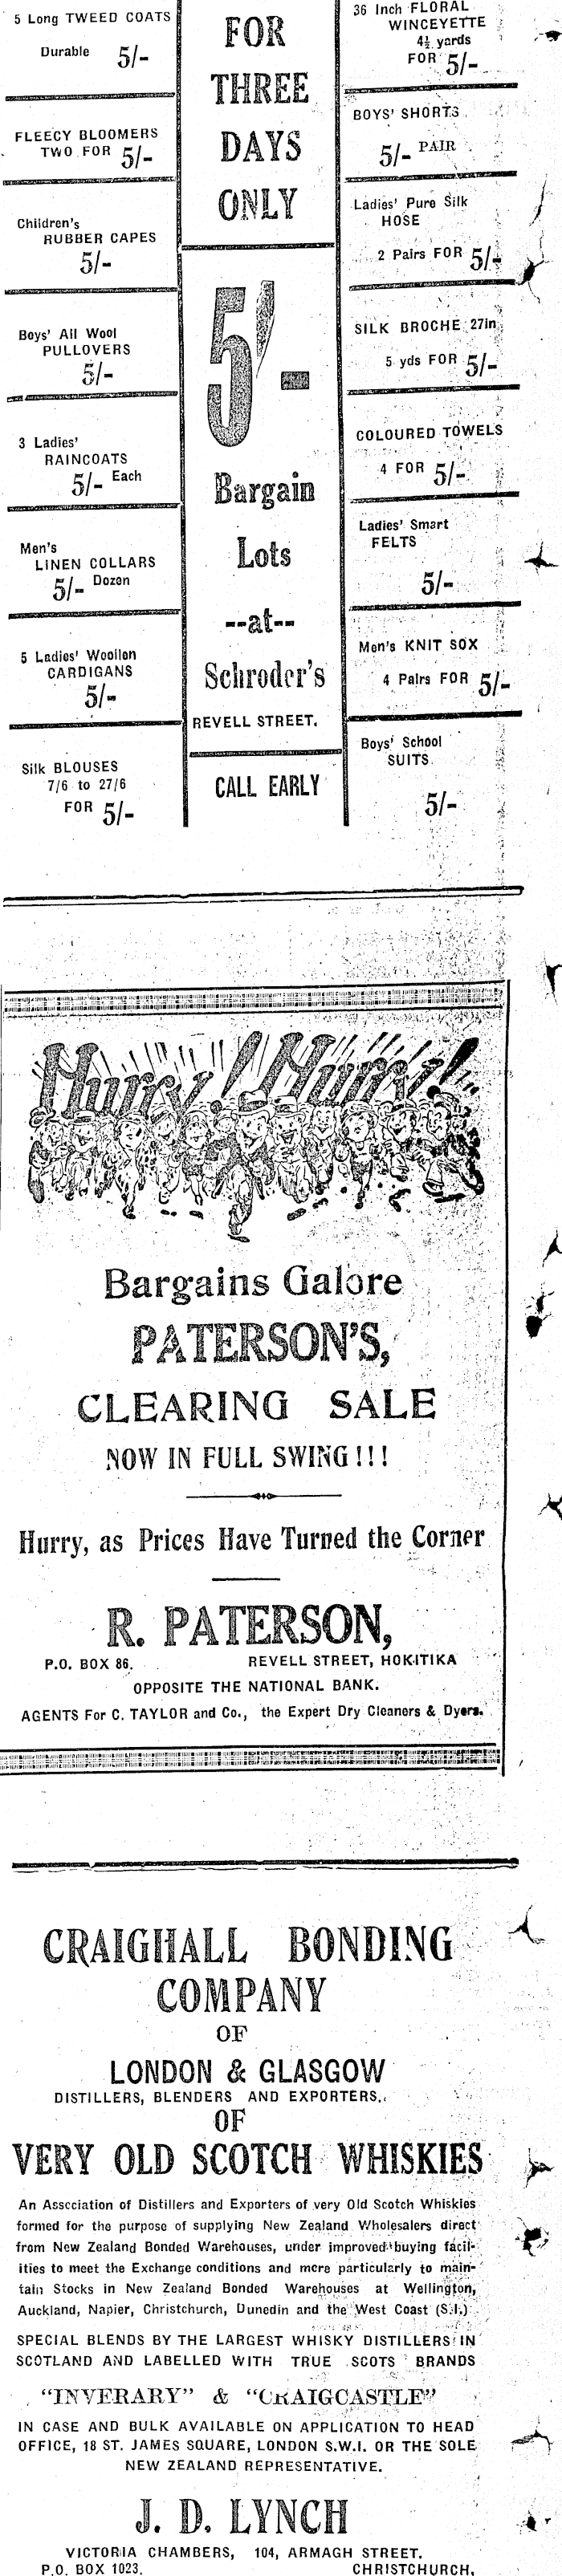 5 Long TWEED COATS
Durable 5/-
FLEECY BLOOMERS
TWO FOR 5/-
Children's
RUBBER CAPES
5/-
Boys' All Wool
PULLOVERS
5/-
3 Ladies'
RAINCOATS
5/- Each
Men's
LINEN COLLARS
5/- Dozen
5 Ladies' Woollen
CARDIGANS
5/-
Silk BLOUSES
7/6 to 27/6
FOR 5/-
FOR
THREE
DAYS
ONLY
5/-
Bargain
Lots
--at--
Schroder's
REVELL STREET.
CALL EARLY
36 Inch FLORAL
WINCEYETTE
4½ yards
FOR 5/-
BOYS' SHORTS
5/- PAIR
Ladies' Pure Silk
HOSE
2 Pairs FOR 5/-
SILK BROCHE 27in.
5 yds FOR 5/-
COLOURED TOWELS
4 FOR 5/-
Ladies' Smart
FELTS
5/-
Men's KNIT SOX
4 Pairs FOR 5/-
Boys' School
SUITS
5/-
Hurry! Hurry!
Bargains Galore
PATERSON'S,
CLEARING SALE
NOW IN FULL SWING!!!
Hurry, as Prices Have Turned the Corner
R. PATERSON,
P.O. BOX 86. REVELL STREET, HOKITIKA
OPPOSITE THE NATIONAL BANK.
AGENTS For C. TAYLOR and Co., the Expert Dry Cleaners & Dyers.
CRAIGHALL BONDING
COMPANY
OF
LONDON & GLASGOW
DISTILLERS, BLENDERS AND EXPORTERS.
OF
VERY OLD SCOTCH WHISKIES
An Association of Distillers and Exporters of very Old Scotch Whiskies
formed for the purpose of supplying New Zealand Wholesalers direct
from New Zealand Bonded Warehouses, under improved buying facil-
ities to meet the Exchange conditions and more particularly to main-
tain Stocks in New Zealand Bonded Warehouses at Wellington,
Auckland, Napier, Christchurch, Dunedin and the West Coast (S.I.)
SPECIAL BLENDS BY THE LARGEST WHISKY DISTILLERS IN
SCOTLAND AND LABELLED WITH TRUE SCOTS BRANDS
"INVERARY" & "CRAIGCASTLE"
IN CASE AND BULK AVAILABLE ON APPLICATION TO HEAD
OFFICE, 18 ST. JAMES SQUARE, LONDON S.W.I. OR THE SOLE
NEW ZEALAND REPRESENTATIVE.
J. D. LYNCH
VICTORIA CHAMBERS, 104, ARMAGH STREET.
P.O. BOX 1023. CHRISTCHURCH.